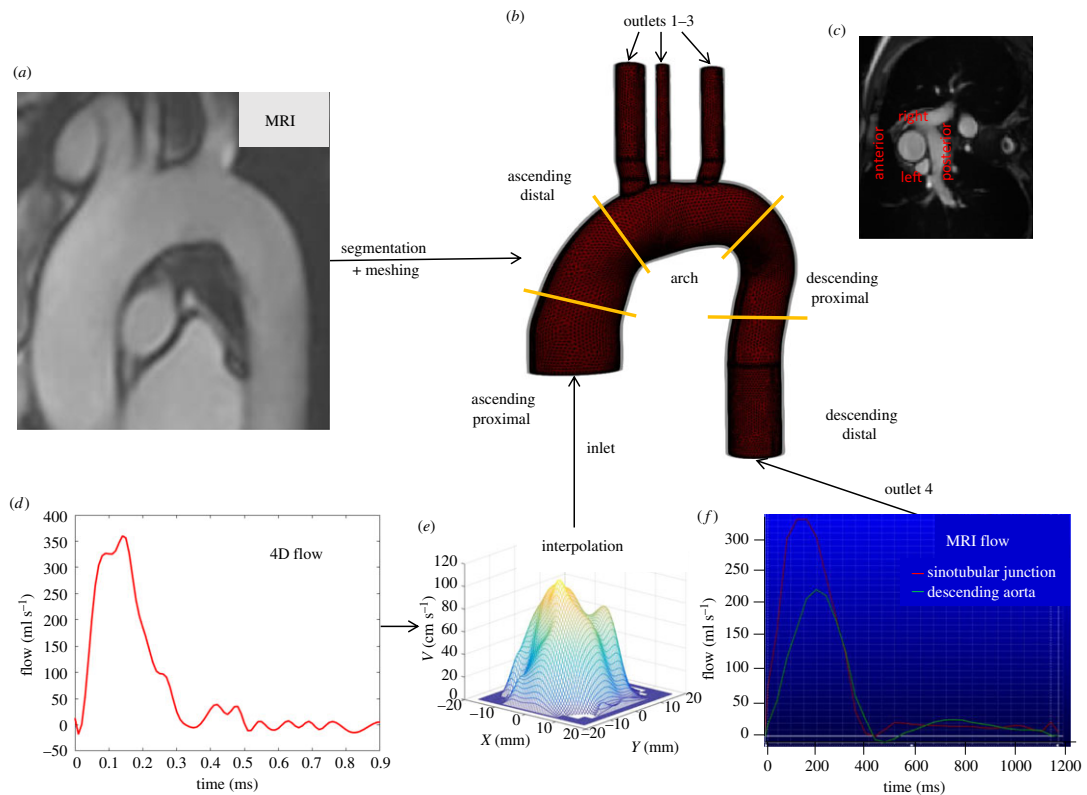 (a)
MRI
segmentation
+ meshing
(b)
outlets 1–3
ascending
distal
arch
descending
proximal
ascending
proximal
descending
distal
inlet
outlet 4
(c)
right
anterior
posterior
left
(d)
400
350
300
250
200
150
100
50
0
–50
flow (ml s⁻¹)
4D flow
0
0.1
0.2
0.3
0.4
0.5
0.6
0.7
0.8
0.9
time (ms)
(e)
interpolation
120
100
80
60
40
20
0
V (cm s⁻¹)
–20
–10
0
10
20
X (mm)
–20
–10
0
10
20
Y (mm)
(f)
MRI flow
sinotubular junction
descending aorta
300
250
200
150
100
50
0
flow (ml s⁻¹)
0
200
400
600
800
1000
1200
time (ms)